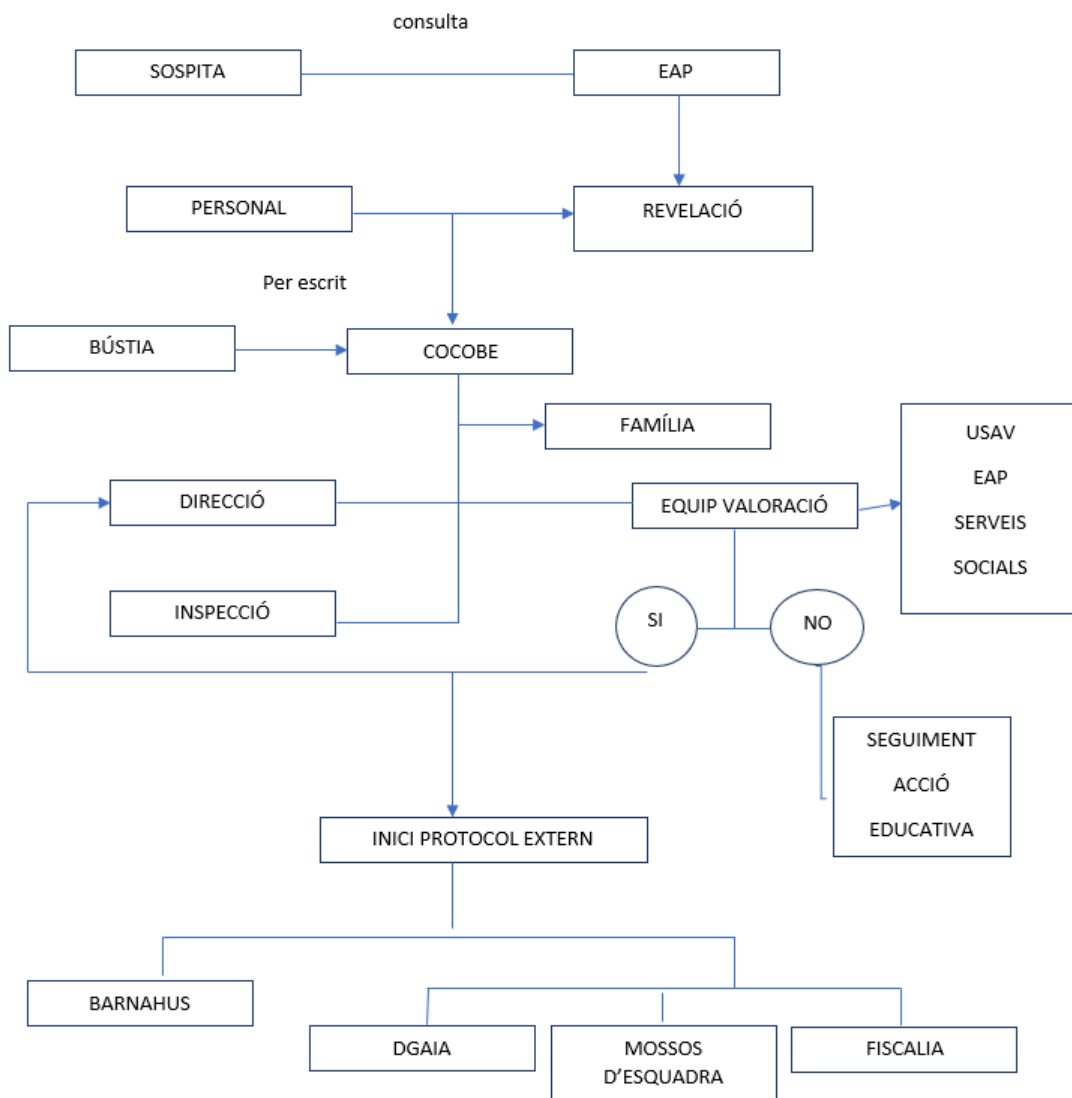 consulta
SOSPITA
EAP
PERSONAL
REVELACIÓ
Per escrit
BÚSTIA
COCOBE
FAMÍLIA
USAV
EAP
SERVEIS
SOCIALS
DIRECCIÓ
EQUIP VALORACIÓ
INSPECCIÓ
SI
NO
SEGUIMENT
ACCIÓ
EDUCATIVA
INICI PROTOCOL EXTERN
BARNAHUS
DGAIA
MOSSOS
D’ESQUADRA
FISCALIA